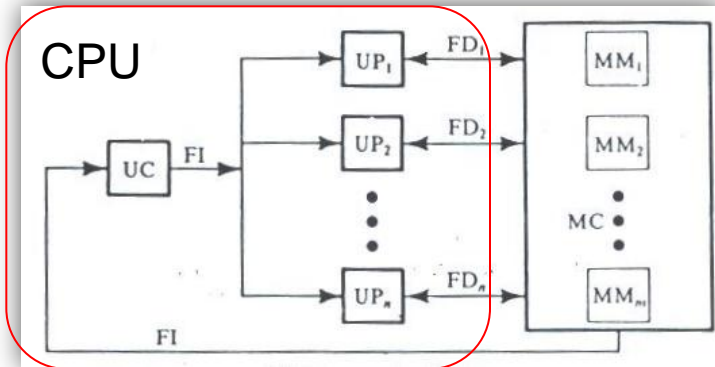 CPU
UP₁ FD₁ MM₁
UC FI UP₂ FD₂ MM₂
MC
UPₙ FDₙ MMₘ
FI